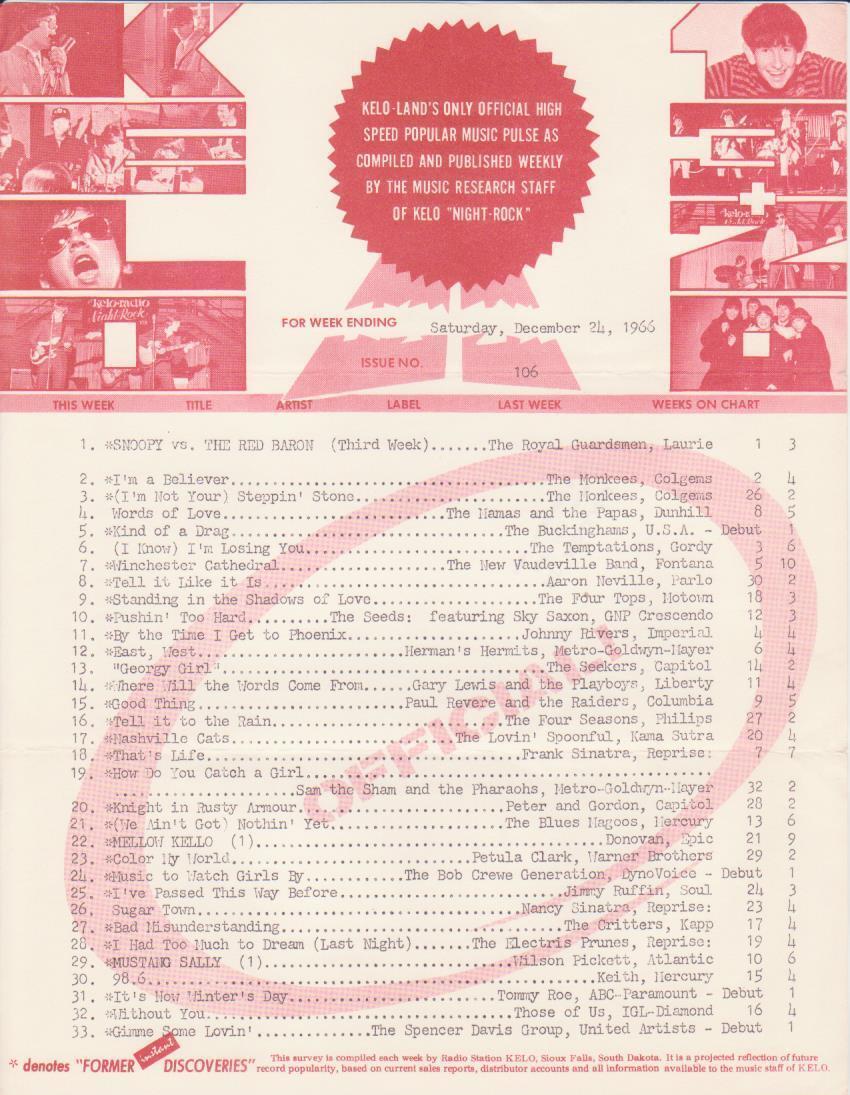 KELO-LAND'S ONLY OFFICIAL HIGH
SPEED POPULAR MUSIC PULSE AS
COMPILED AND PUBLISHED WEEKLY
BY THE MUSIC RESEARCH STAFF
OF KELO "NIGHT-ROCK"
kelo-radio
Night-Rock
FOR WEEK ENDING Saturday, December 24, 1966
ISSUE NO. 106
THIS WEEK TITLE ARTIST LABEL LAST WEEK WEEKS ON CHART
1. *SNOOPY vs. THE RED BARON (Third Week).......The Royal Guardsmen, Laurie 1 3
2. *I'm a Believer......................................The Monkees, Colgems 2 4
3. *(I'm Not Your) Steppin' Stone.......................The Monkees, Colgems 26 2
4. Words of Love...........................The Mamas and the Papas, Dunhill 8 5
5. *Kind of a Drag.................................The Buckinghams, U.S.A. - Debut 1
6. (I Know) I'm Losing You...........................The Temptations, Gordy 3 6
7. *Winchester Cathedral....................The New Vaudeville Band, Fontana 5 10
8. *Tell it Like it Is..................................Aaron Neville, Parlo 30 2
9. *Standing in the Shadows of Love....................The Four Tops, Motown 18 3
10. *Pushin' Too Hard..........The Seeds: featuring Sky Saxon, GNP Crescendo 12 3
11. *By the Time I Get to Phoenix.....................Johnny Rivers, Imperial 4 4
12. *East, West........................Herman's Hermits, Metro-Goldwyn-Mayer 6 4
13. "Georgy Girl".......................................The Seekers, Capitol 14 2
14. *Where Will the Words Come From......Gary Lewis and the Playboys, Liberty 11 4
15. *Good Thing.........................Paul Revere and the Raiders, Columbia 9 5
16. *Tell it to the Rain............................The Four Seasons, Philips 27 2
17. *Nashville Cats...........................The Lovin' Spoonful, Kama Sutra 20 4
18. *That's Life......................................Frank Sinatra, Reprise: 7 7
19. *How Do You Catch a Girl.................................................
......................Sam the Sham and the Pharaohs, Metro-Goldwyn-Mayer 32 2
20. *Knight in Rusty Armour.........................Peter and Gordon, Capitol 28 2
21. *(We Ain't Got) Nothin' Yet.....................The Blues Magoos, Mercury 13 6
22. *MELLOW KELLO (1)..........................................Donovan, Epic 21 9
23. *Color My World.............................Petula Clark, Warner Brothers 29 2
24. *Music to Watch Girls By............The Bob Crewe Generation, DynoVoice - Debut 1
25. *I've Passed This Way Before...........................Jimmy Ruffin, Soul 24 3
26. Sugar Town.......................................Nancy Sinatra, Reprise: 23 4
27. *Bad Misunderstanding..................................The Critters, Kapp 17 4
28. *I Had Too Much to Dream (Last Night).......The Electris Prunes, Reprise: 19 4
29. *MUSTANG SALLY (1)..............................Wilson Pickett, Atlantic 10 6
30. 98.6......................................................Keith, Mercury 15 4
31. *It's Now Winter's Day.........................Tommy Roe, ABC-Paramount - Debut 1
32. *Without You.....................................Those of Us, IGL-Diamond 16 4
33. *Gimme Some Lovin'..............The Spencer Davis Group, United Artists - Debut 1
OFFICIAL
* denotes "FORMER instant DISCOVERIES"
This survey is compiled each week by Radio Station KELO, Sioux Falls, South Dakota. It is a projected reflection of future
record popularity, based on current sales reports, distributor accounts and all information available to the music staff of KELO.